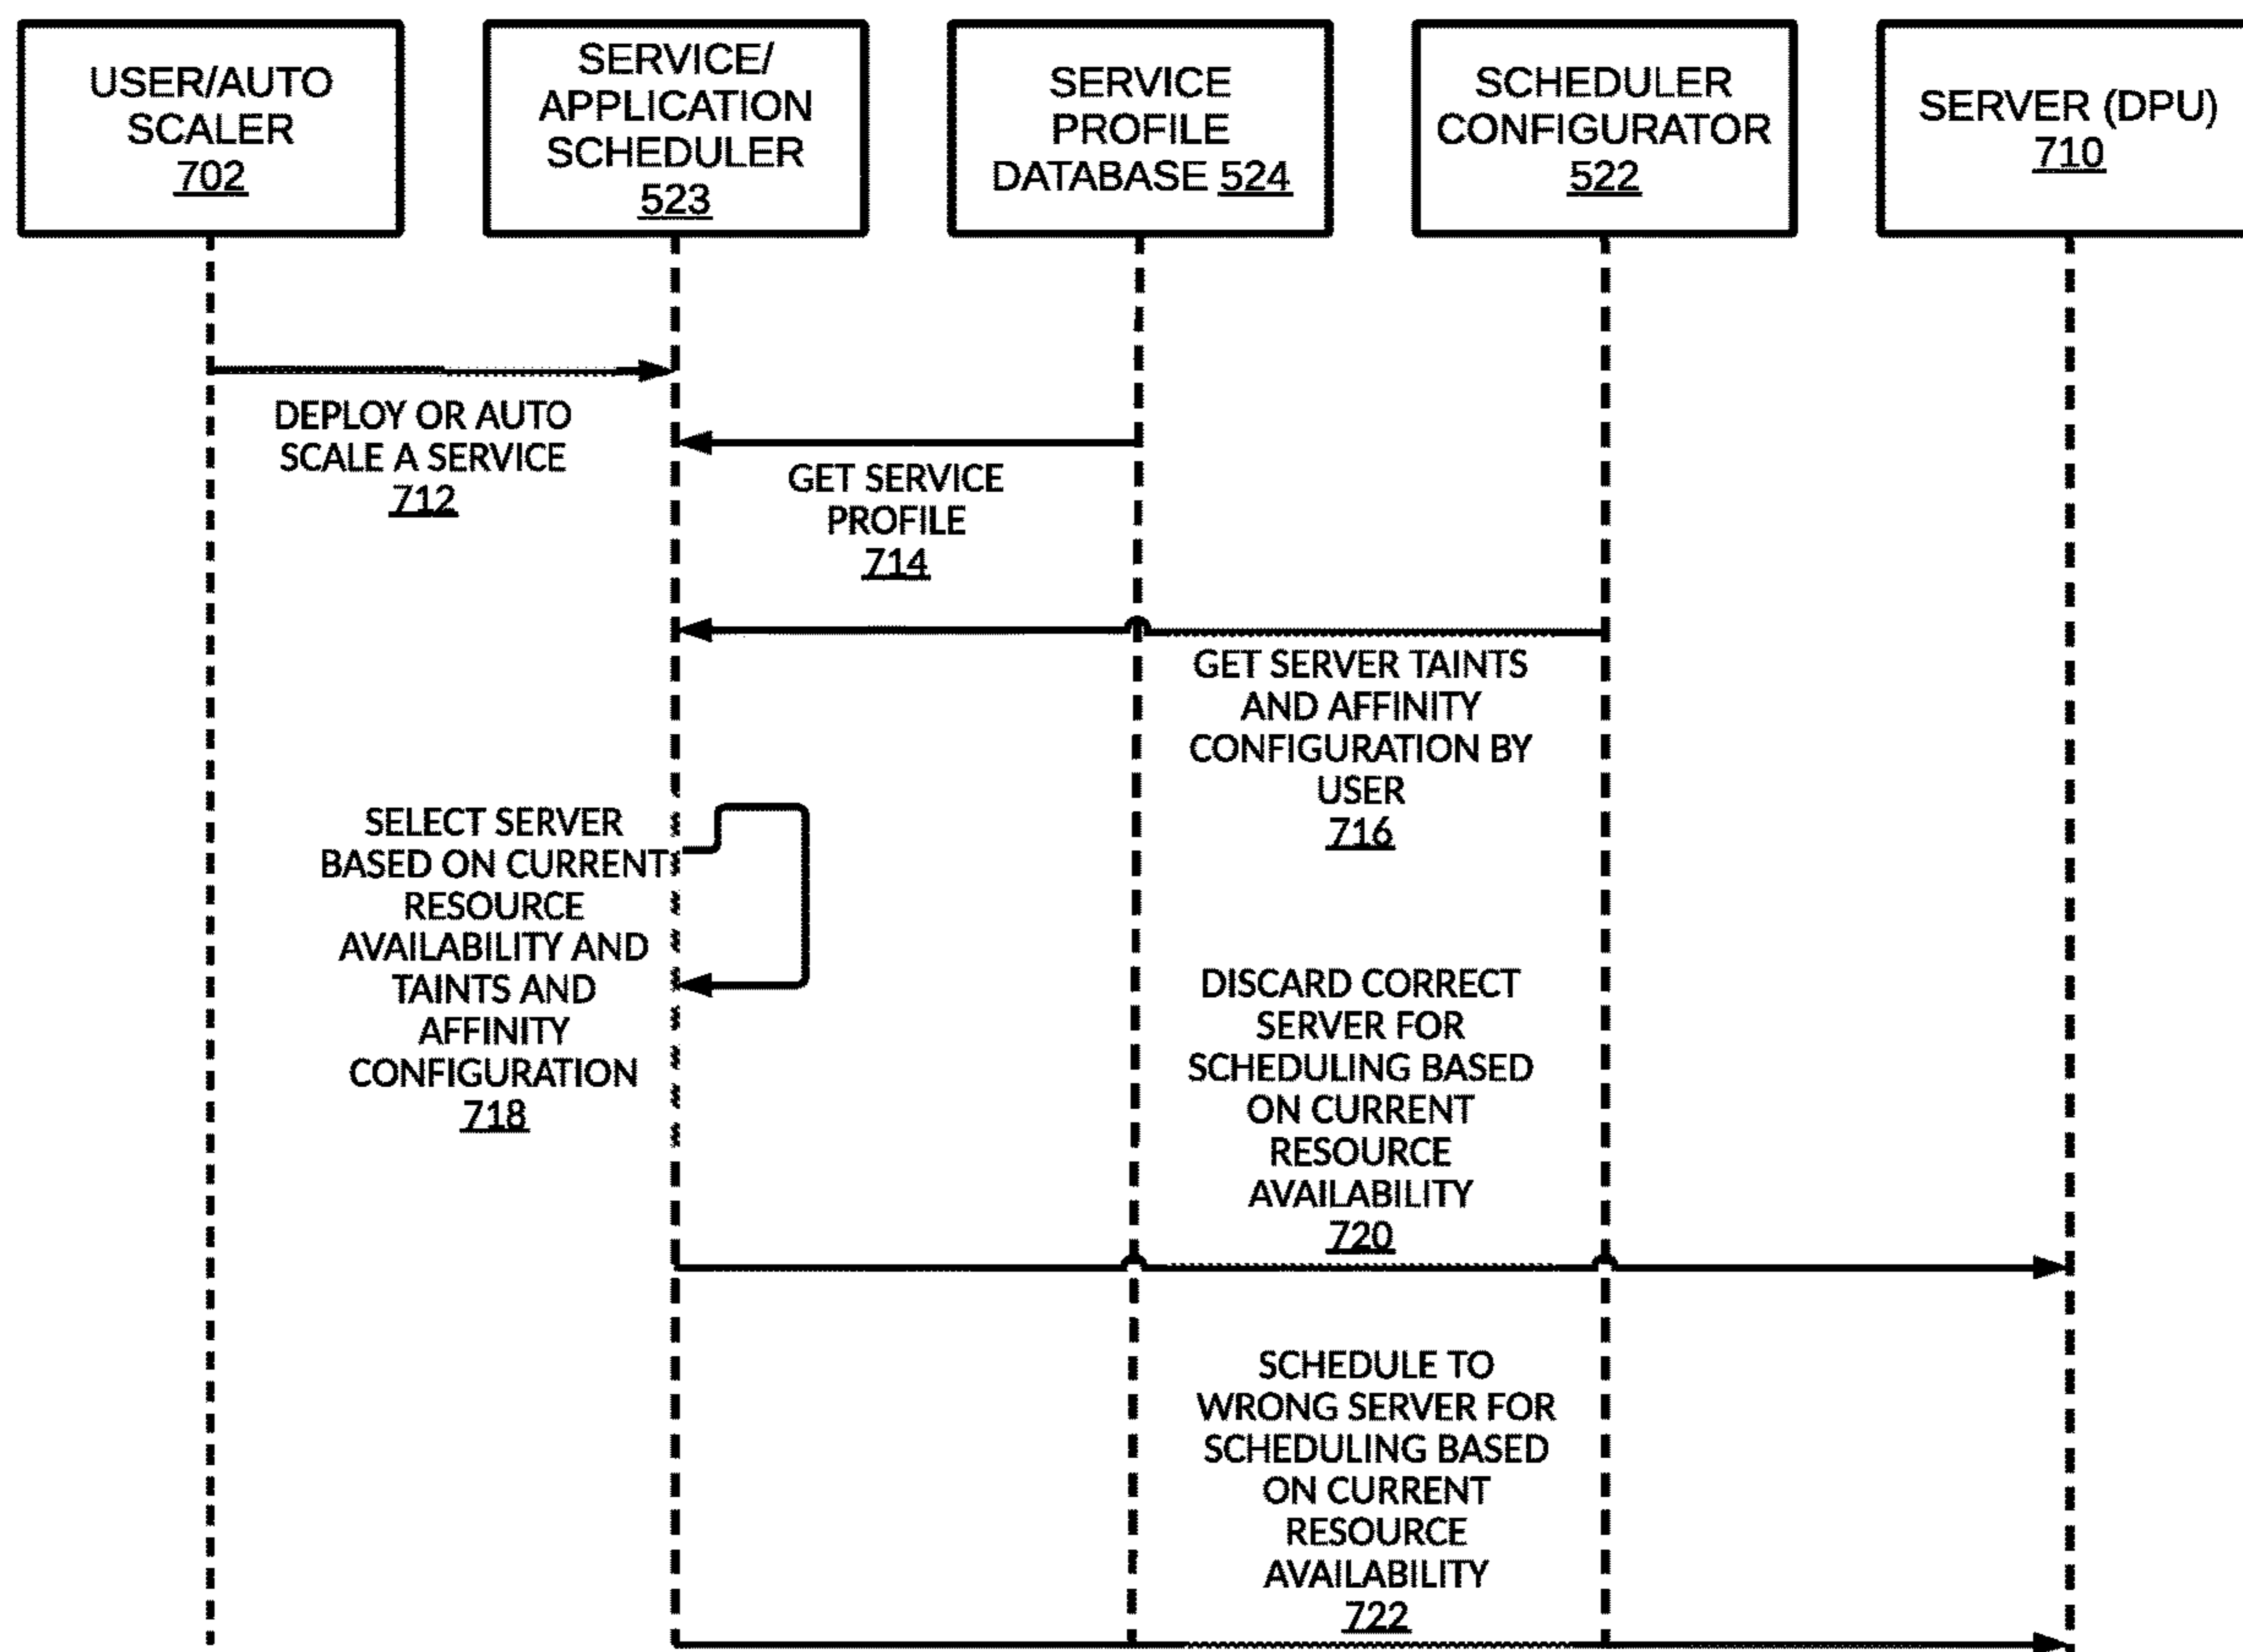 USER/AUTO
SCALER
702
SERVICE/
APPLICATION
SCHEDULER
523
SERVICE
PROFILE
DATABASE 524
SCHEDULER
CONFIGURATOR
522
SERVER (DPU)
710
DEPLOY OR AUTO
SCALE A SERVICE
712
GET SERVICE
PROFILE
714
GET SERVER TAINTS
AND AFFINITY
CONFIGURATION BY
USER
716
SELECT SERVER
BASED ON CURRENT
RESOURCE
AVAILABILITY AND
TAINTS AND
AFFINITY
CONFIGURATION
718
DISCARD CORRECT
SERVER FOR
SCHEDULING BASED
ON CURRENT
RESOURCE
AVAILABILITY
720
SCHEDULE TO
WRONG SERVER FOR
SCHEDULING BASED
ON CURRENT
RESOURCE
AVAILABILITY
722